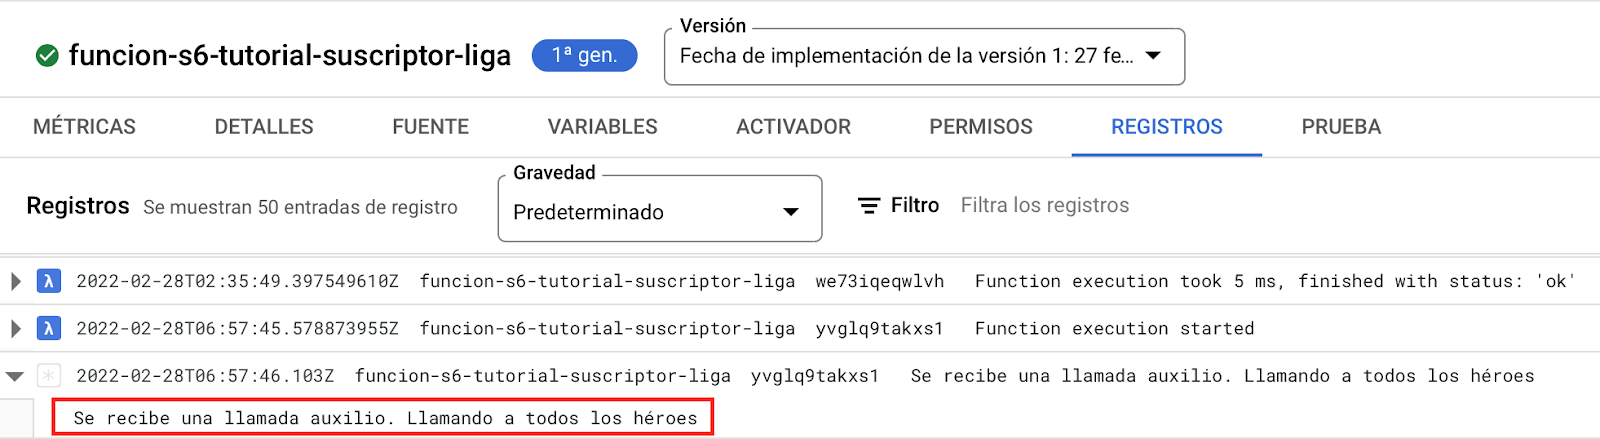 Versión
funcion-s6-tutorial-suscriptor-liga 1ª gen. Fecha de implementación de la versión 1: 27 fe...
MÉTRICAS DETALLES FUENTE VARIABLES ACTIVADOR PERMISOS REGISTROS PRUEBA
Gravedad
Registros Se muestran 50 entradas de registro Predeterminado Filtro Filtra los registros
λ 2022-02-28T02:35:49.397549610Z funcion-s6-tutorial-suscriptor-liga we73iqeqwlvh Function execution took 5 ms, finished with status: 'ok'
λ 2022-02-28T06:57:45.578873955Z funcion-s6-tutorial-suscriptor-liga yvglq9takxs1 Function execution started
* 2022-02-28T06:57:46.103Z funcion-s6-tutorial-suscriptor-liga yvglq9takxs1 Se recibe una llamada auxilio. Llamando a todos los héroes
Se recibe una llamada auxilio. Llamando a todos los héroes